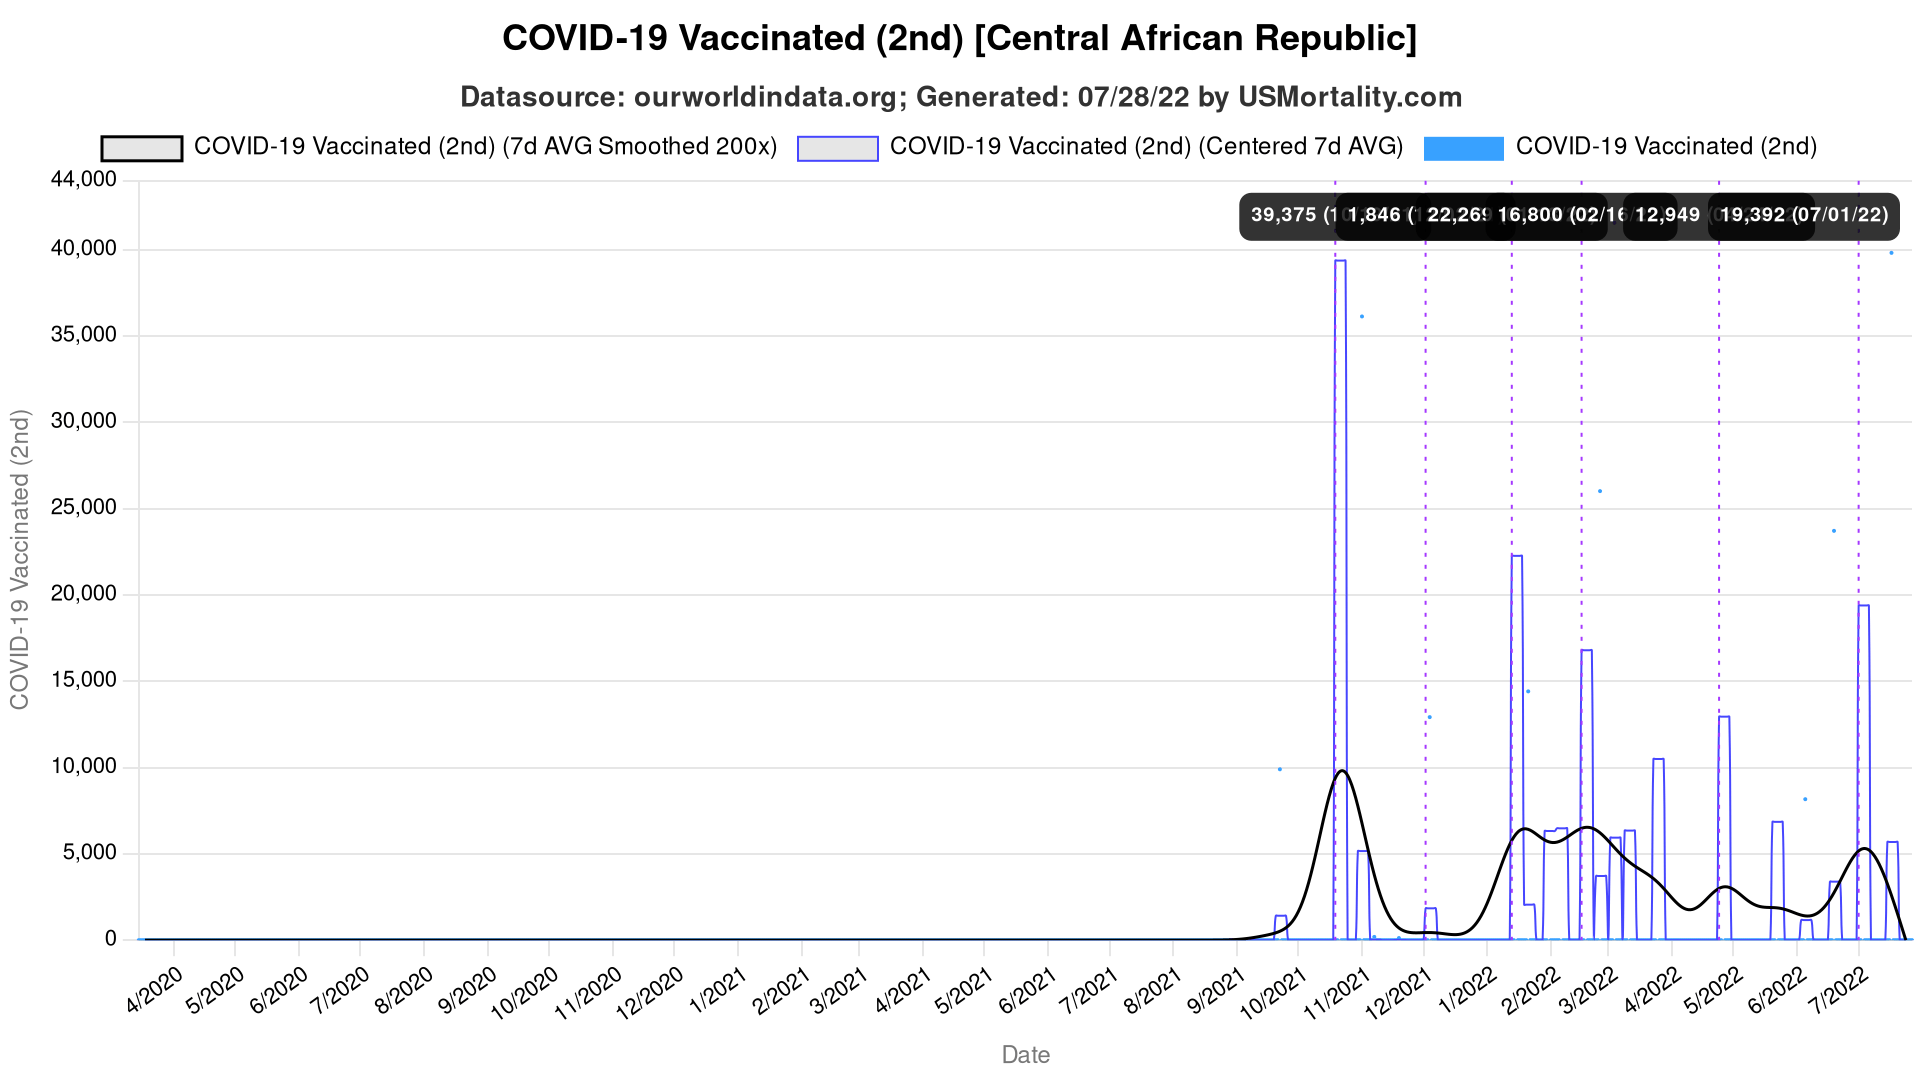 COVID-19 Vaccinated (2nd) [Central African Republic]
Datasource: ourworldindata.org; Generated: 07/28/22 by USMortality.com
COVID-19 Vaccinated (2nd) (7d AVG Smoothed 200x) COVID-19 Vaccinated (2nd) (Centered 7d AVG) COVID-19 Vaccinated (2nd)
44,000
39,375 1,846 22,269 16,800 (02/16 12,949 19,392 (07/01/22)
40,000
35,000
30,000
25,000
20,000
15,000
10,000
5,000
0
COVID-19 Vaccinated (2nd)
4/2020 5/2020 6/2020 7/2020 8/2020 9/2020 10/2020 11/2020 12/2020 1/2021 2/2021 3/2021 4/2021 5/2021 6/2021 7/2021 8/2021 9/2021 10/2021 11/2021 12/2021 1/2022 2/2022 3/2022 4/2022 5/2022 6/2022 7/2022
Date